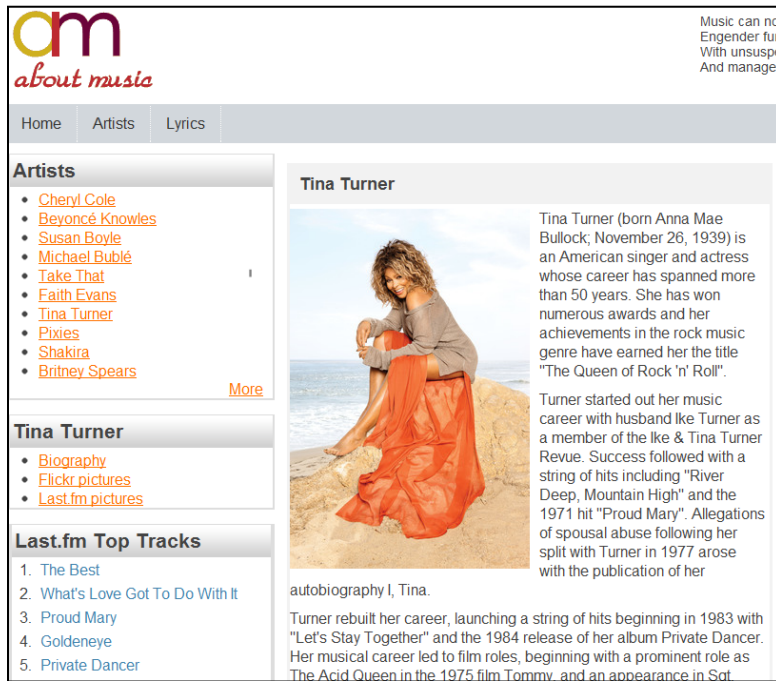 am
about music
Music can no
Engender fu
With unsusp
And manage
Home Artists Lyrics
Artists
Cheryl Cole
Beyoncé Knowles
Susan Boyle
Michael Bublé
Take That
Faith Evans
Tina Turner
Pixies
Shakira
Britney Spears
More
Tina Turner
Biography
Flickr pictures
Last.fm pictures
Last.fm Top Tracks
1. The Best
2. What's Love Got To Do With It
3. Proud Mary
4. Goldeneye
5. Private Dancer
Tina Turner
Tina Turner (born Anna Mae
Bullock; November 26, 1939) is
an American singer and actress
whose career has spanned more
than 50 years. She has won
numerous awards and her
achievements in the rock music
genre have earned her the title
"The Queen of Rock 'n' Roll".
Turner started out her music
career with husband Ike Turner as
a member of the Ike & Tina Turner
Revue. Success followed with a
string of hits including "River
Deep, Mountain High" and the
1971 hit "Proud Mary". Allegations
of spousal abuse following her
split with Turner in 1977 arose
with the publication of her
autobiography I, Tina.
Turner rebuilt her career, launching a string of hits beginning in 1983 with
"Let's Stay Together" and the 1984 release of her album Private Dancer.
Her musical career led to film roles, beginning with a prominent role as
The Acid Queen in the 1975 film Tommy, and an appearance in Sgt.